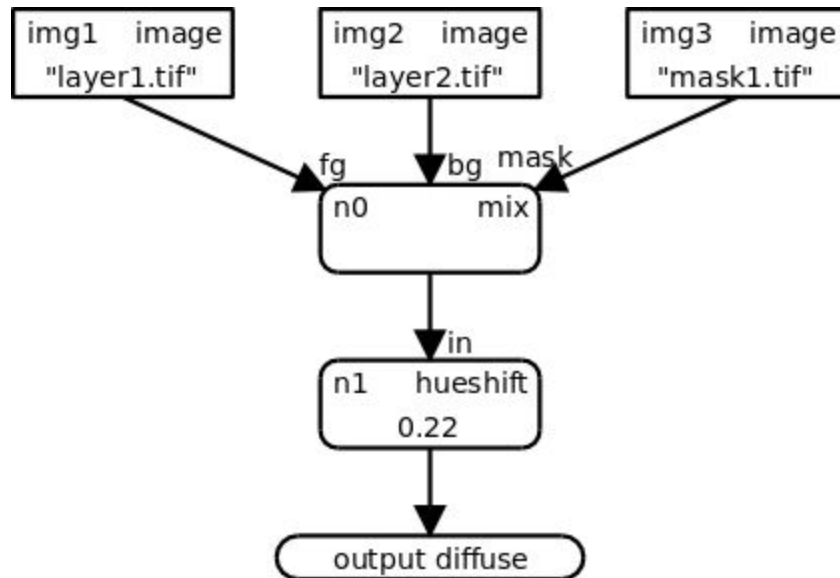 img1 image
"layer1.tif"
img2 image
"layer2.tif"
img3 image
"mask1.tif"
fg
bg
mask
n0 mix
in
n1 hueshift
0.22
output diffuse